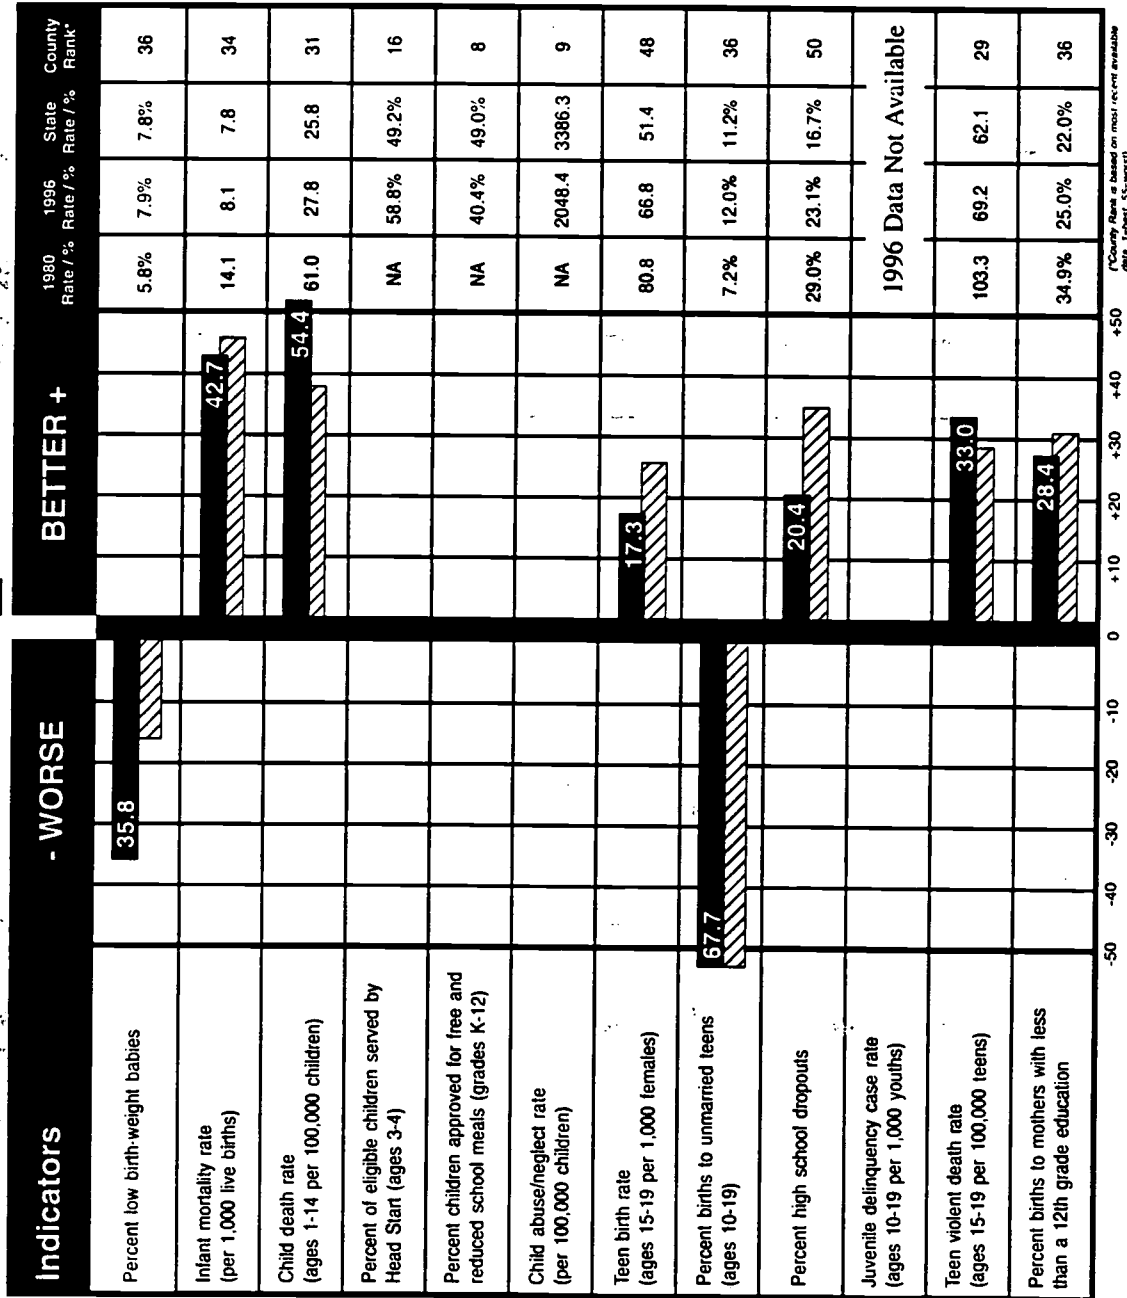 Indicators - WORSE BETTER + 1980 Rate / % 1996 Rate / % State Rate / % County Rank*
Percent low birth-weight babies 35.8 5.8% 7.9% 7.8% 36
Infant mortality rate
(per 1,000 live births) 42.7 14.1 8.1 7.8 34
Child death rate
(ages 1-14 per 100,000 children) 54.4 61.0 27.8 25.8 31
Percent of eligible children served by
Head Start (ages 3-4) NA 58.8% 49.2% 16
Percent children approved for free and
reduced school meals (grades K-12) NA 40.4% 49.0% 8
Child abuse/neglect rate
(per 100,000 children) NA 2048.4 3386.3 9
Teen birth rate
(ages 15-19 per 1,000 females) 17.3 80.8 66.8 51.4 48
Percent births to unmarried teens
(ages 10-19) 67.7 7.2% 12.0% 11.2% 36
Percent high school dropouts 20.4 29.0% 23.1% 16.7% 50
Juvenile delinquency case rate
(ages 10-19 per 1,000 youths) 1996 Data Not Available
Teen violent death rate
(ages 15-19 per 100,000 teens) 33.0 103.3 69.2 62.1 29
Percent births to mothers with less
than a 12th grade education 28.4 34.9% 25.0% 22.0% 36
-50 -40 -30 -20 -10 0 +10 +20 +30 +40 +50
(*County Rank is based on most recent available
data. 1=best, 55=worst!)